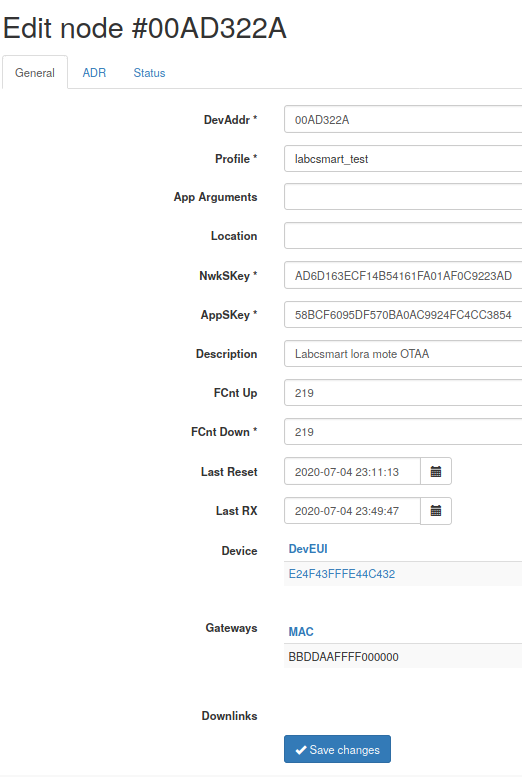 Edit node #00AD322A
General ADR Status
DevAddr * 00AD322A
Profile * labcsmart_test
App Arguments
Location
NwkSKey * AD6D163ECF14B54161FA01AF0C9223AD
AppSKey * 58BCF6095DF570BA0AC9924FC4CC3854
Description Labcsmart lora mote OTAA
FCnt Up 219
FCnt Down * 219
Last Reset 2020-07-04 23:11:13
Last RX 2020-07-04 23:49:47
Device DevEUI
E24F43FFFE44C432
Gateways MAC
BBDDAAFFFF000000
Downlinks
Save changes